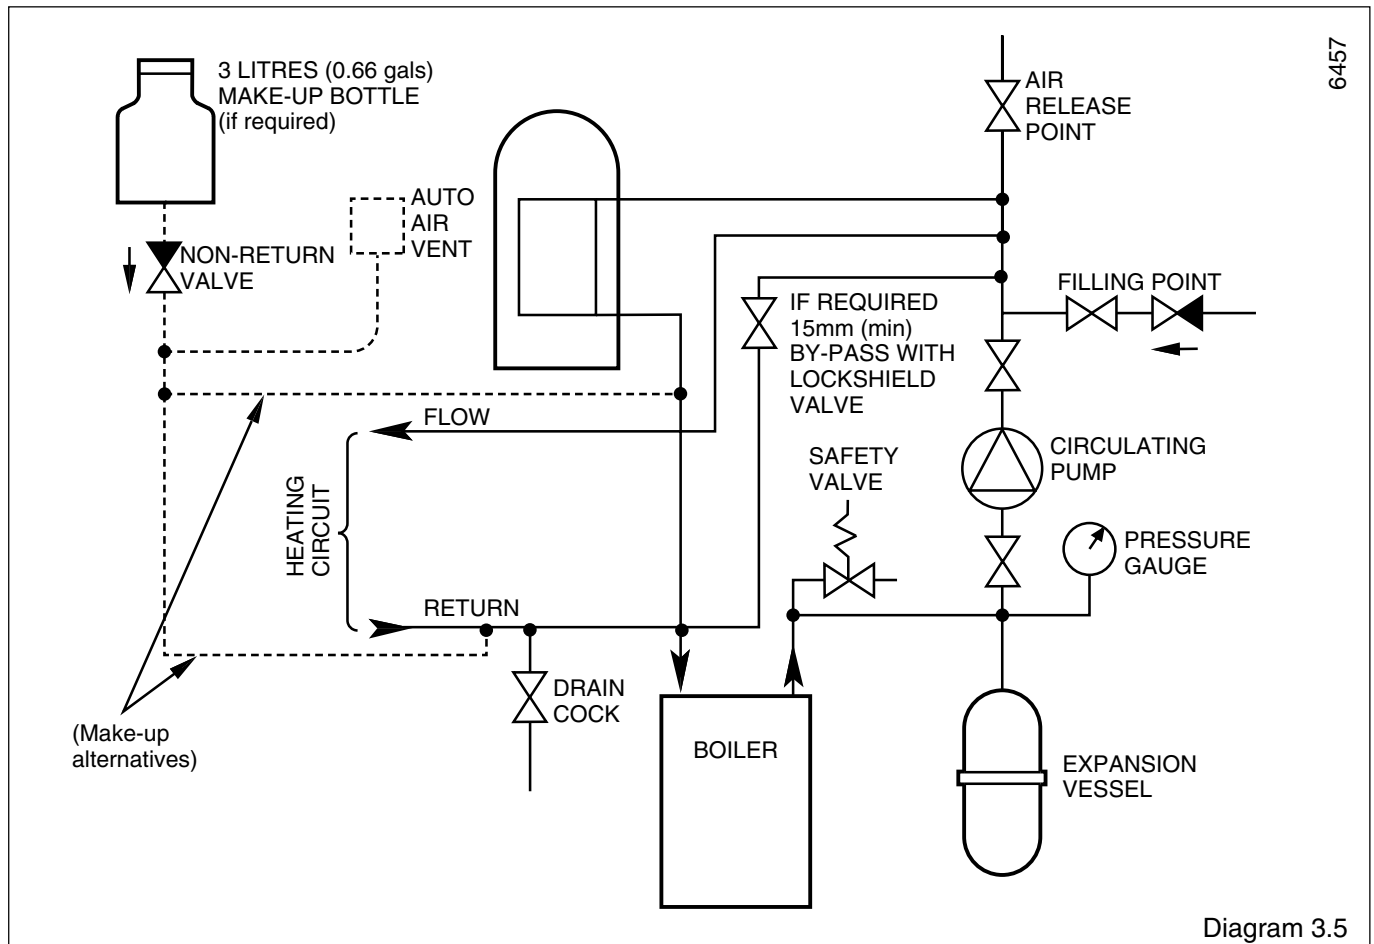 3 LITRES (0.66 gals)
MAKE-UP BOTTLE
(if required)
AUTO
AIR
VENT
NON-RETURN
VALVE
AIR
RELEASE
POINT
6457
FILLING POINT
IF REQUIRED
15mm (min)
BY-PASS WITH
LOCKSHIELD
VALVE
FLOW
SAFETY
VALVE
CIRCULATING
PUMP
HEATING
CIRCUIT
PRESSURE
GAUGE
RETURN
DRAIN
COCK
(Make-up
alternatives)
BOILER
EXPANSION
VESSEL
Diagram 3.5